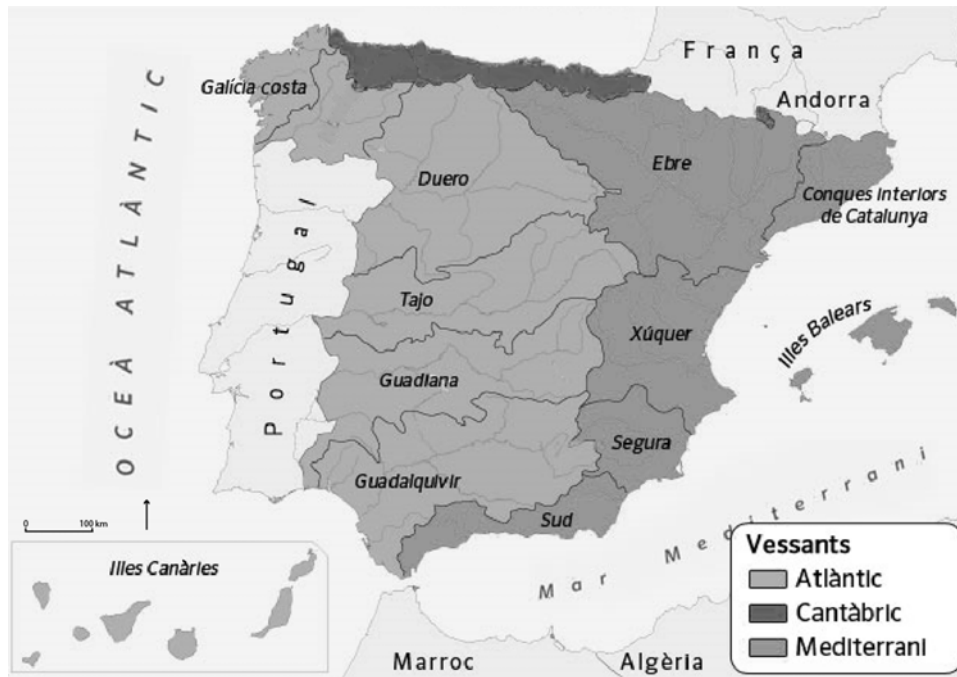 França
Andorra
Galícia costa
OCEÀ ATLÀNTIC
Duero
Ebre
Conques interiors
de Catalunya
Portugal
Tajo
Xúquer
Illes Balears
Guadiana
Segura
Guadalquivir
Sud
Mar Mediterrani
0 100 km
Illes Canàries
Vessants
Atlàntic
Cantàbric
Mediterrani
Marroc
Algèria